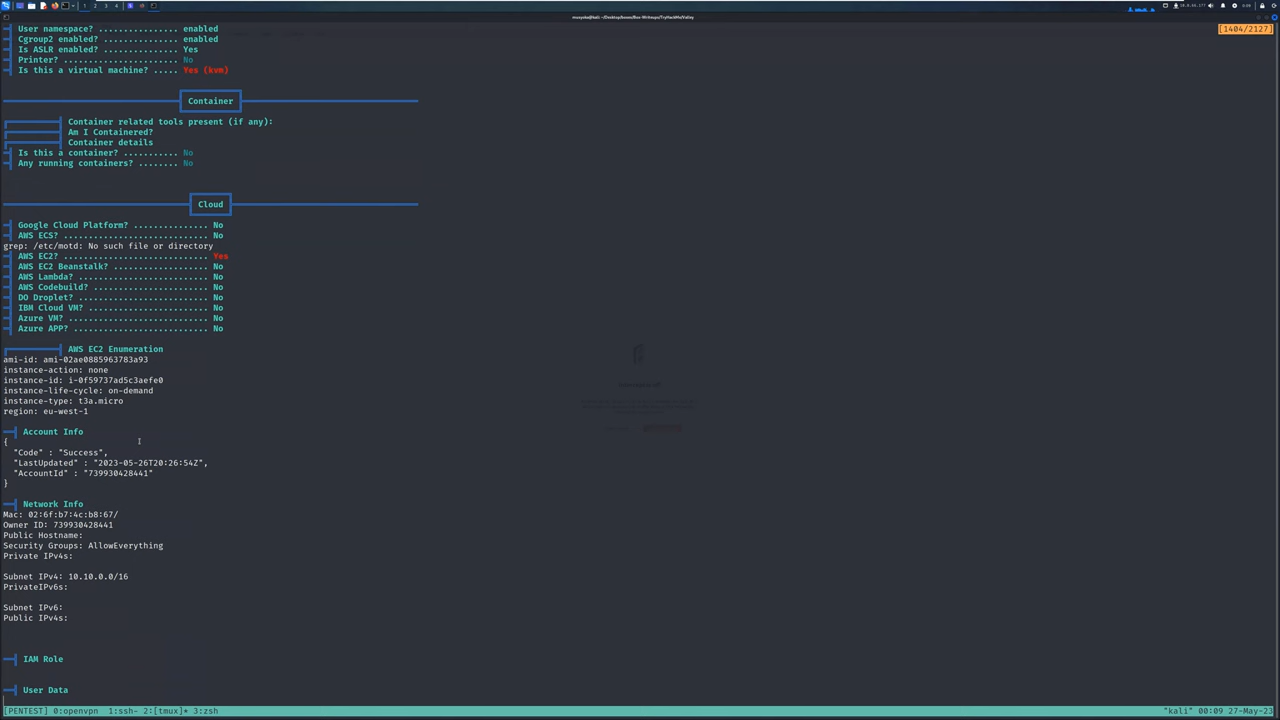 musyoka@kali ~/Desktop/boxes/Box-Writeups/TryHackMe/Valley
User namespace? ............... enabled
[1404/2127]
Cgroup2 enabled? .............. enabled
Is ASLR enabled? .............. Yes
Printer? ...................... No
Is this a virtual machine? ..... Yes (kvm)
Container
Container related tools present (if any):
Am I Containered?
Container details
Is this a container? ........... No
Any running containers? ........ No
Cloud
Google Cloud Platform? ............... No
AWS ECS? ............................. No
grep: /etc/motd: No such file or directory
AWS EC2? ............................. Yes
AWS EC2 Beanstalk? ................... No
AWS Lambda? .......................... No
AWS Codebuild? ....................... No
DO Droplet? .......................... No
IBM Cloud VM? ........................ No
Azure VM? ............................ No
Azure APP? ........................... No
AWS EC2 Enumeration
ami-id: ami-02ae0885963783a93
instance-action: none
instance-id: i-0f59737ad5c3aefe0
instance-life-cycle: on-demand
instance-type: t3a.micro
region: eu-west-1
Account Info
{
"Code" : "Success",
"LastUpdated" : "2023-05-26T20:26:54Z",
"AccountId" : "739930428441"
}
Network Info
Mac: 02:6f:b7:4c:b8:67/
Owner ID: 739930428441
Public Hostname:
Security Groups: AllowEverything
Private IPv4s:
Subnet IPv4: 10.10.0.0/16
PrivateIPv6s:
Subnet IPv6:
Public IPv4s:
IAM Role
User Data
[PENTEST] 0:openvpn  1:ssh- 2:[tmux]* 3:zsh
"kali" 00:09 27-May-23